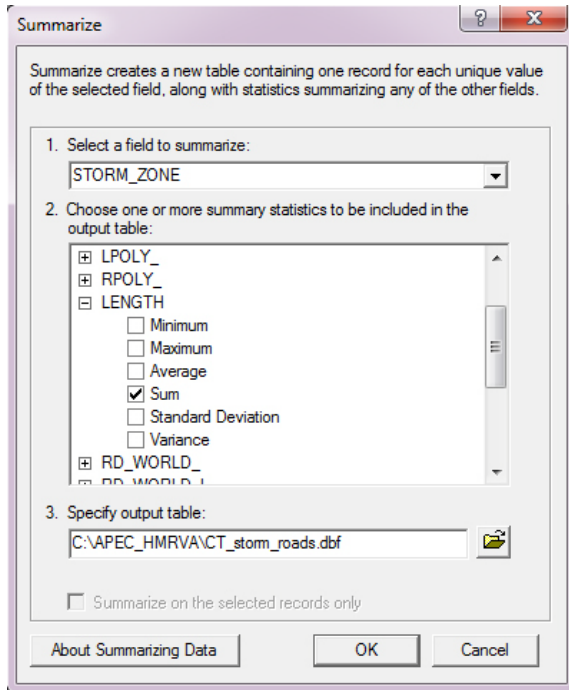 Summarize
Summarize creates a new table containing one record for each unique value
of the selected field, along with statistics summarizing any of the other fields.
1. Select a field to summarize:
STORM_ZONE
2. Choose one or more summary statistics to be included in the
output table:
LPOLY_
RPOLY_
LENGTH
Minimum
Maximum
Average
Sum
Standard Deviation
Variance
RD_WORLD_
3. Specify output table:
C:\APEC_HMRVA\CT_storm_roads.dbf
Summarize on the selected records only
About Summarizing Data
OK
Cancel